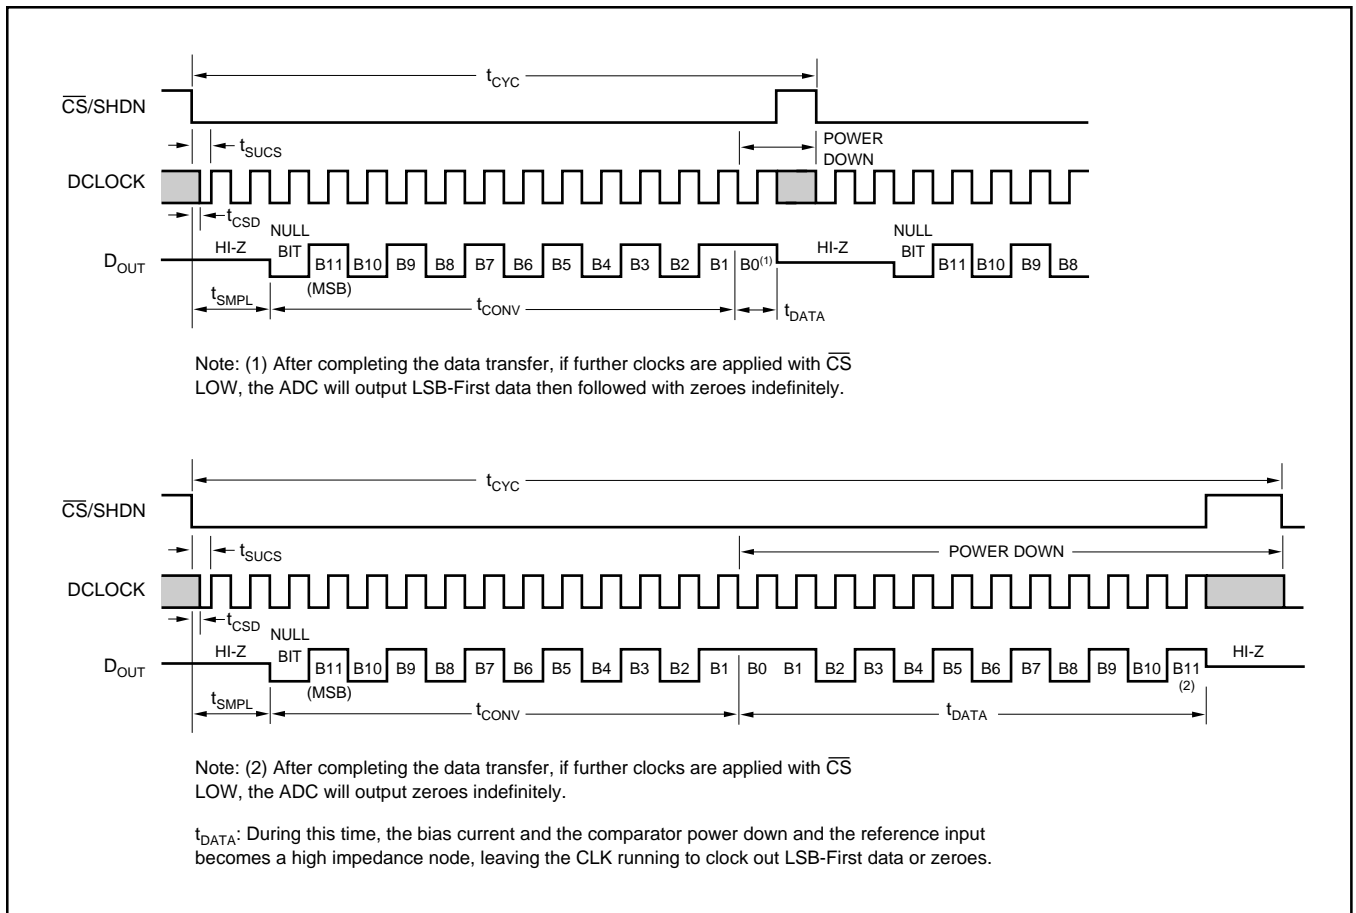 tCYC
CS/SHDN
POWER
DOWN
tSUCS
DCLOCK
tCSD
NULL
BIT
NULL
BIT
HI-Z
HI-Z
DOUT
B11 B10 B9 B8 B7 B6 B5 B4 B3 B2 B1 B0(1)
B11 B10 B9 B8
(MSB)
tSMPL
tCONV
tDATA
Note: (1) After completing the data transfer, if further clocks are applied with CS
LOW, the ADC will output LSB-First data then followed with zeroes indefinitely.
tCYC
CS/SHDN
tSUCS
POWER DOWN
DCLOCK
tCSD
NULL
BIT
HI-Z
HI-Z
DOUT
B11 B10 B9 B8 B7 B6 B5 B4 B3 B2 B1 B0 B1 B2 B3 B4 B5 B6 B7 B8 B9 B10 B11
(MSB)
(2)
tSMPL
tCONV
tDATA
Note: (2) After completing the data transfer, if further clocks are applied with CS
LOW, the ADC will output zeroes indefinitely.
tDATA: During this time, the bias current and the comparator power down and the reference input
becomes a high impedance node, leaving the CLK running to clock out LSB-First data or zeroes.